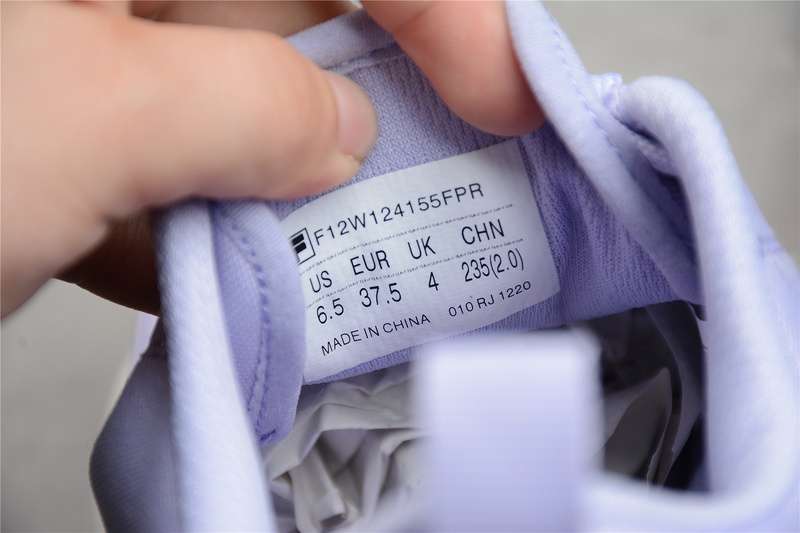 F12W124155FPR
US EUR UK CHN
6.5 37.5 4 235(2.0)
MADE IN CHINA 010 RJ 1220